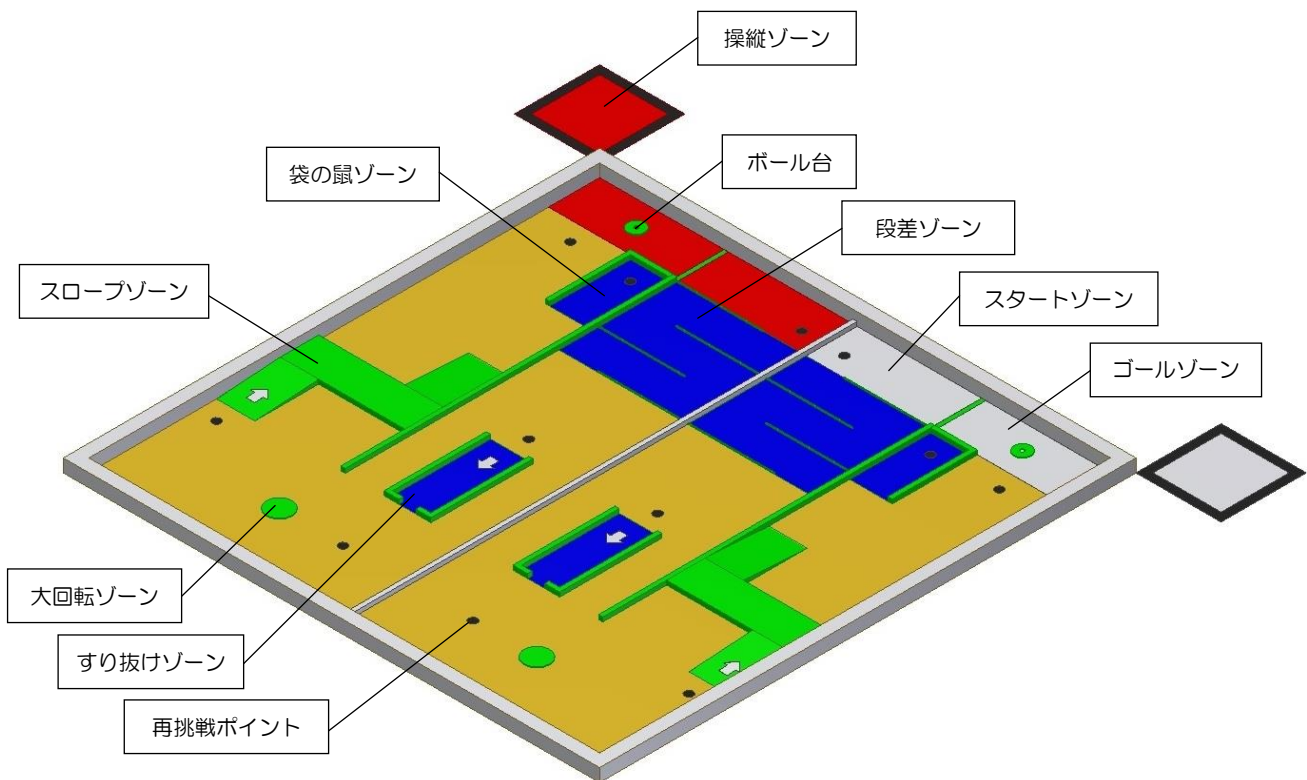 操縦ゾーン
ボール台
袋の鼠ゾーン
段差ゾーン
スロープゾーン
スタートゾーン
ゴールゾーン
大回転ゾーン
すり抜けゾーン
再挑戦ポイント